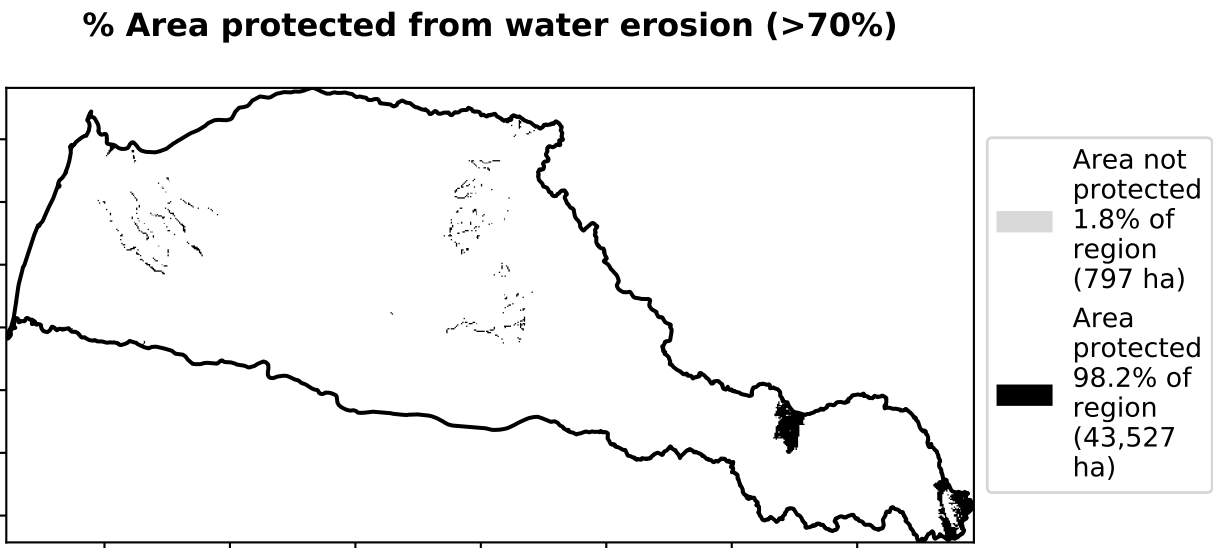 % Area protected from water erosion (>70%)
Area not
protected
1.8% of
region
(797 ha)
Area
protected
98.2% of
region
(43,527
ha)